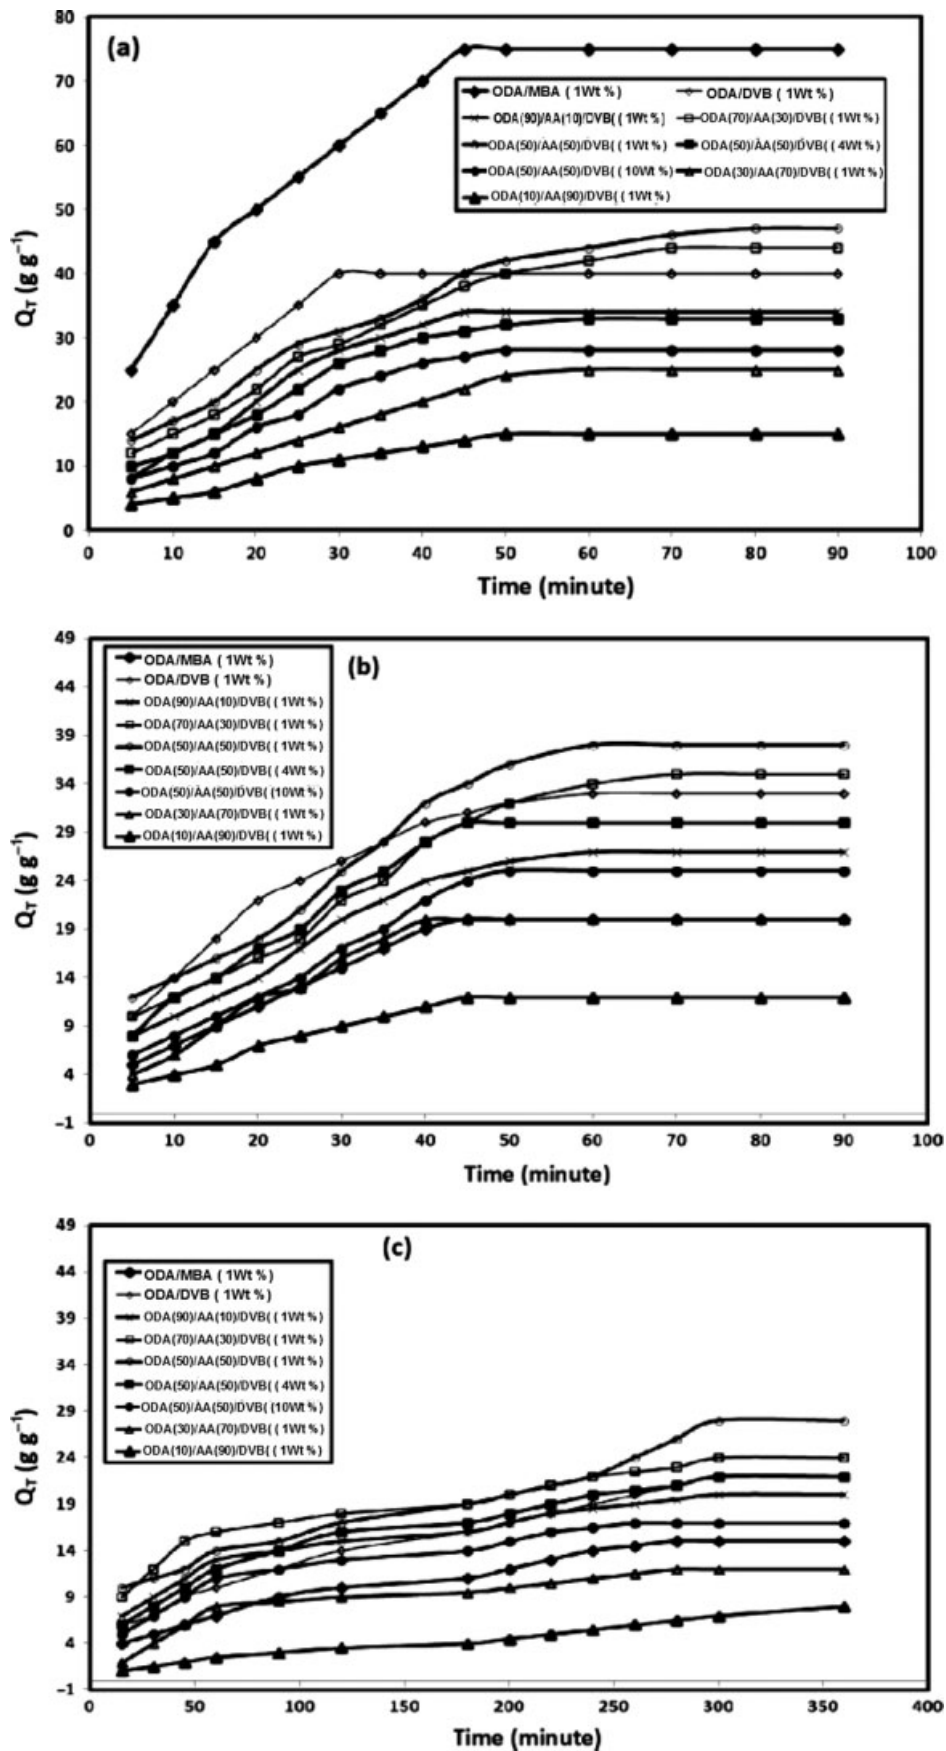 (a)
80
70
60
50
40
30
20
10
0
Q_T (g g⁻¹)
ODA/MBA ( 1Wt %)
ODA/DVB ( 1Wt %)
ODA(90)/AA(10)/DVB( ( 1Wt %)
ODA(70)/AA(30)/DVB( ( 1Wt %)
ODA(50)/AA(50)/DVB( ( 1Wt %)
ODA(50)/AA(50)/DVB( ( 4Wt %)
ODA(50)/AA(50)/DVB( (10Wt %)
ODA(30)/AA(70)/DVB( ( 1Wt %)
ODA(10)/AA(90)/DVB( ( 1Wt %)
0 10 20 30 40 50 60 70 80 90 100
Time (minute)
(b)
49
44
39
34
29
24
19
14
9
4
–1
Q_T (g g⁻¹)
ODA/MBA ( 1Wt %)
ODA/DVB ( 1Wt %)
ODA(90)/AA(10)/DVB( ( 1Wt %)
ODA(70)/AA(30)/DVB( ( 1Wt %)
ODA(50)/AA(50)/DVB( ( 1Wt %)
ODA(50)/AA(50)/DVB( ( 4Wt %)
ODA(50)/AA(50)/DVB( (10Wt %)
ODA(30)/AA(70)/DVB( ( 1Wt %)
ODA(10)/AA(90)/DVB( ( 1Wt %)
0 10 20 30 40 50 60 70 80 90 100
Time (minute)
(c)
49
44
39
34
29
24
19
14
9
4
–1
Q_T (g g⁻¹)
ODA/MBA ( 1Wt %)
ODA/DVB ( 1Wt %)
ODA(90)/AA(10)/DVB( ( 1Wt %)
ODA(70)/AA(30)/DVB( ( 1Wt %)
ODA(50)/AA(50)/DVB( ( 1Wt %)
ODA(50)/AA(50)/DVB( ( 4Wt %)
ODA(50)/AA(50)/DVB( (10Wt %)
ODA(30)/AA(70)/DVB( ( 1Wt %)
ODA(10)/AA(90)/DVB( ( 1Wt %)
0 50 100 150 200 250 300 350 400
Time (minute)